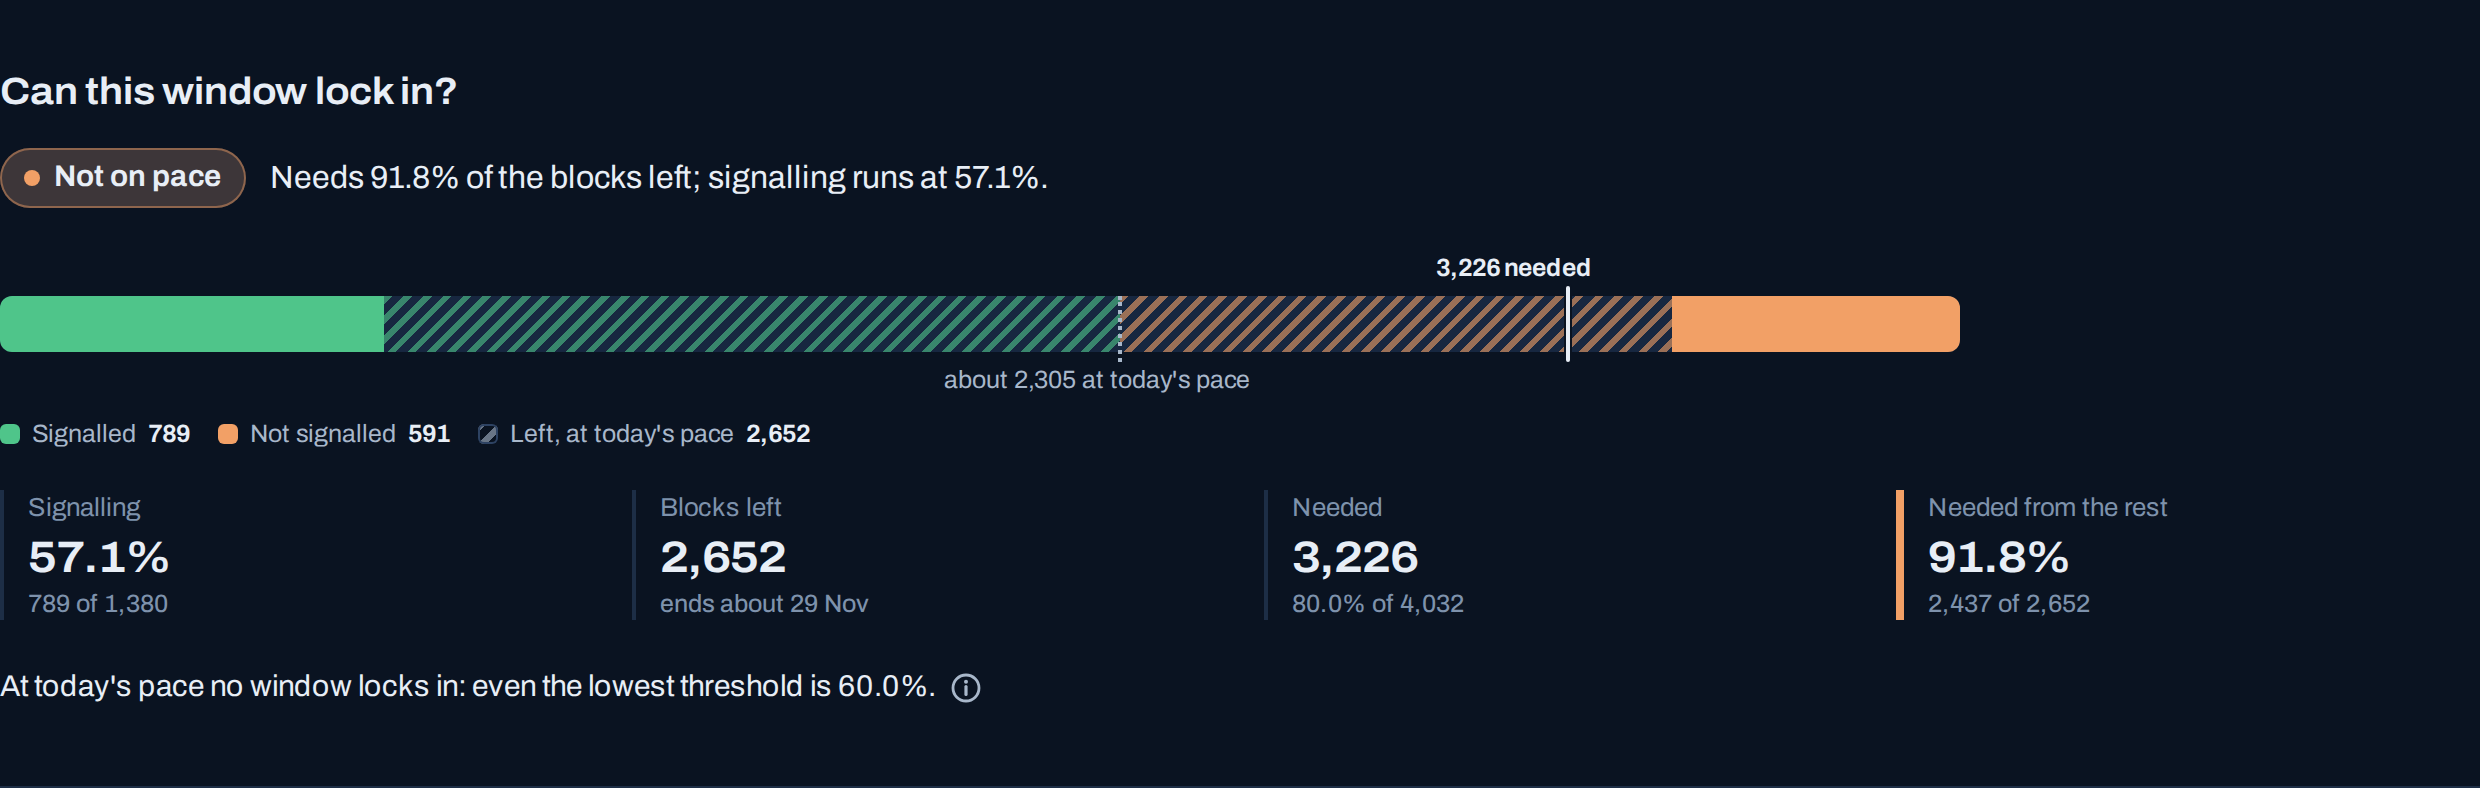 Can this window lock in?
Not on pace
Needs 91.8% of the blocks left; signalling runs at 57.1%.
3,226 needed
about 2,305 at today's pace
Signalled 789
Not signalled 591
Left, at today's pace 2,652
Signalling
57.1%
789 of 1,380
Blocks left
2,652
ends about 29 Nov
Needed
3,226
80.0% of 4,032
Needed from the rest
91.8%
2,437 of 2,652
At today's pace no window locks in: even the lowest threshold is 60.0%.